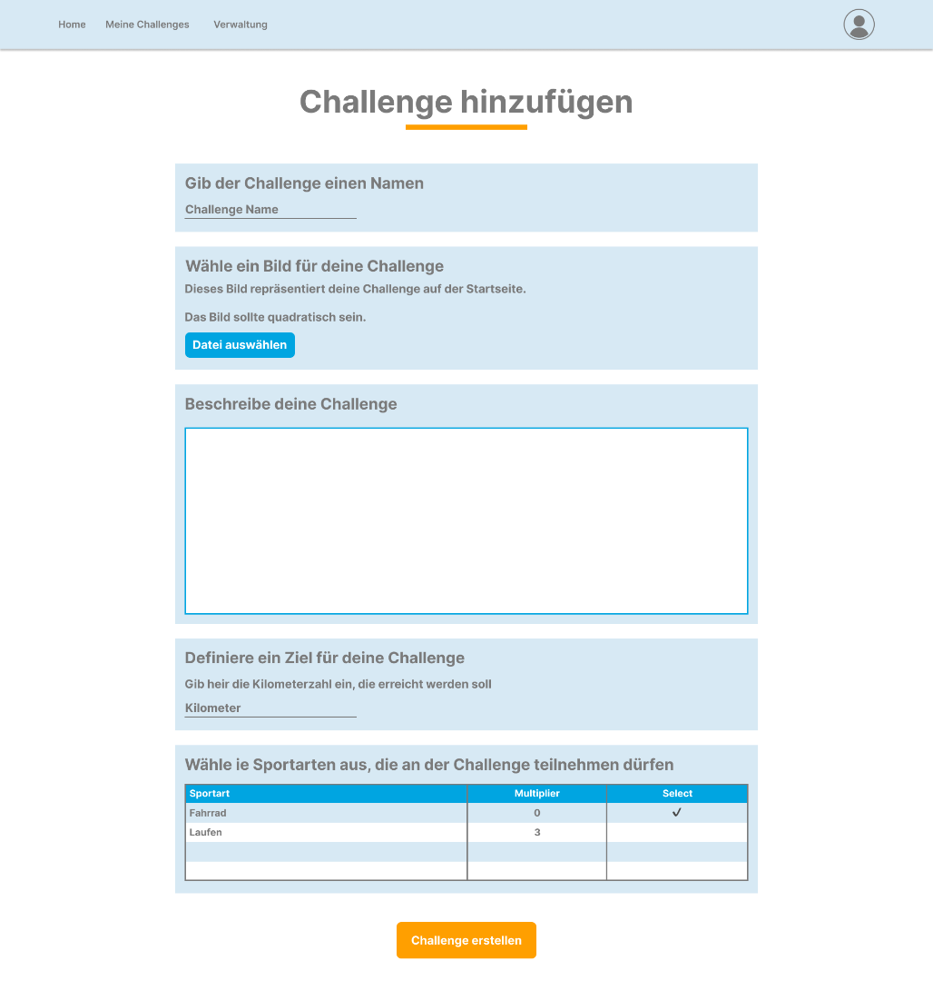 Home Meine Challenges Verwaltung
Challenge hinzufügen
Gib der Challenge einen Namen
Challenge Name
Wähle ein Bild für deine Challenge
Dieses Bild repräsentiert deine Challenge auf der Startseite.
Das Bild sollte quadratisch sein.
Datei auswählen
Beschreibe deine Challenge
Definiere ein Ziel für deine Challenge
Gib heir die Kilometerzahl ein, die erreicht werden soll
Kilometer
Wähle ie Sportarten aus, die an der Challenge teilnehmen dürfen
Sportart Multiplier Select
Fahrrad 0 ✓
Laufen 3
Challenge erstellen